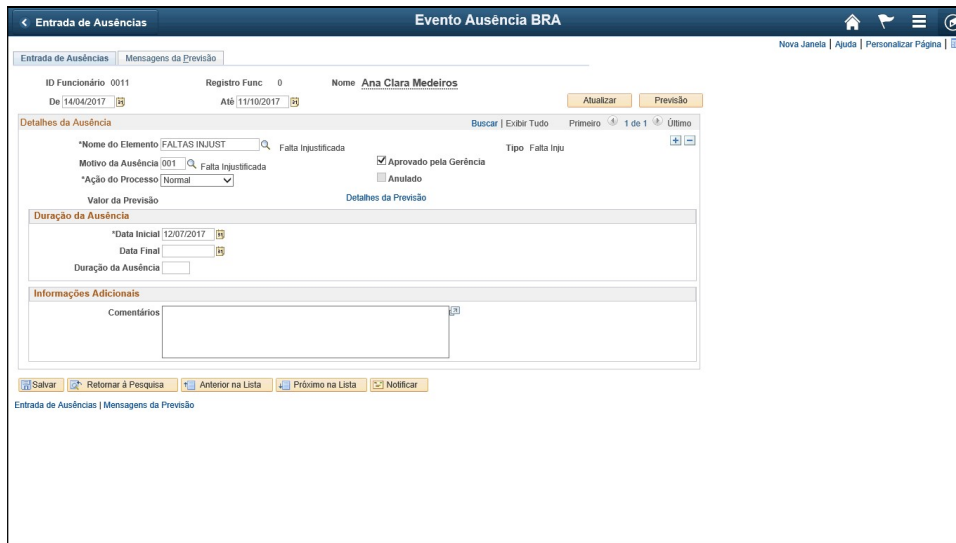 Entrada de Ausências
Evento Ausência BRA
Nova Janela | Ajuda | Personalizar Página |
Entrada de Ausências
Mensagens da Previsão
ID Funcionário 0011 Registro Func 0 Nome Ana Clara Medeiros
De 14/04/2017 Até 11/10/2017 Atualizar Previsão
Detalhes da Ausência Buscar | Exibir Tudo Primeiro 1 de 1 Último
*Nome do Elemento FALTAS INJUST Falta Injustificada Tipo Falta Inju
Motivo da Ausência 001 Falta Injustificada Aprovado pela Gerência
*Ação do Processo Normal Anulado
Valor da Previsão Detalhes da Previsão
Duração da Ausência
*Data Inicial 12/07/2017
Data Final
Duração da Ausência
Informações Adicionais
Comentários
Salvar Retornar à Pesquisa Anterior na Lista Próximo na Lista Notificar
Entrada de Ausências | Mensagens da Previsão